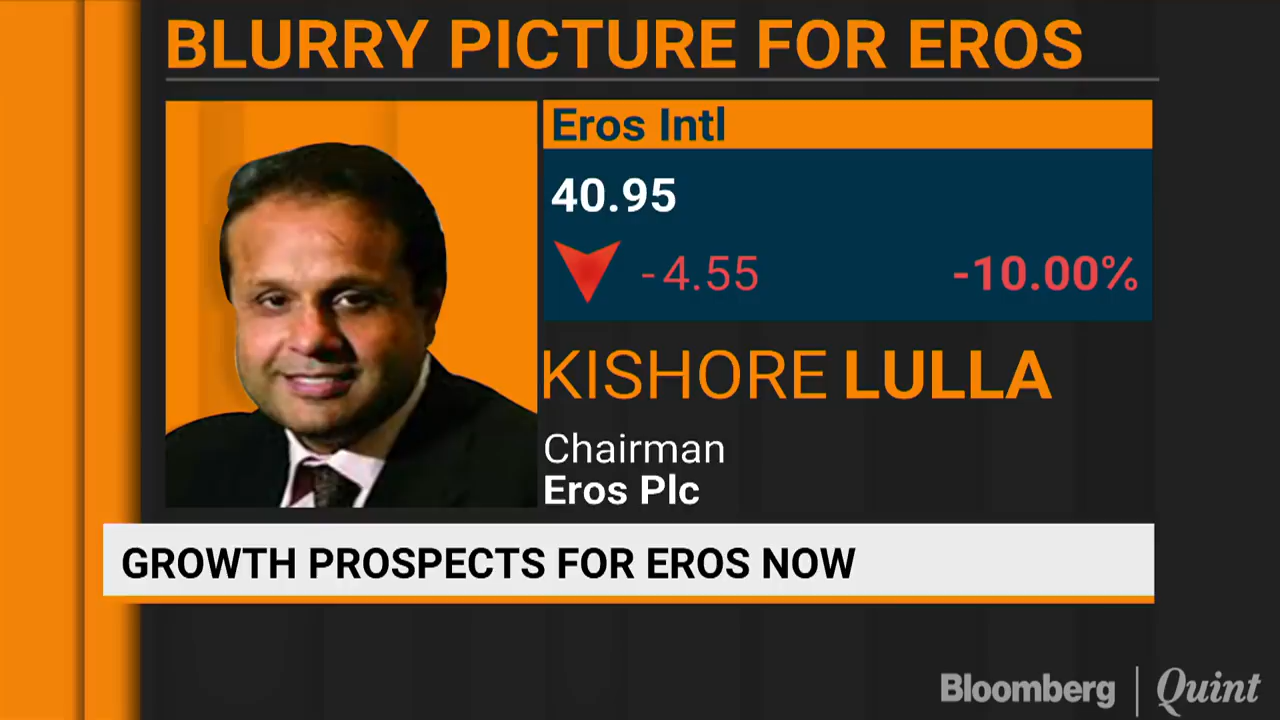 BLURRY PICTURE FOR EROS
Eros Intl
40.95
-4.55 -10.00%
KISHORE LULLA
Chairman
Eros Plc
GROWTH PROSPECTS FOR EROS NOW
Bloomberg | Quint